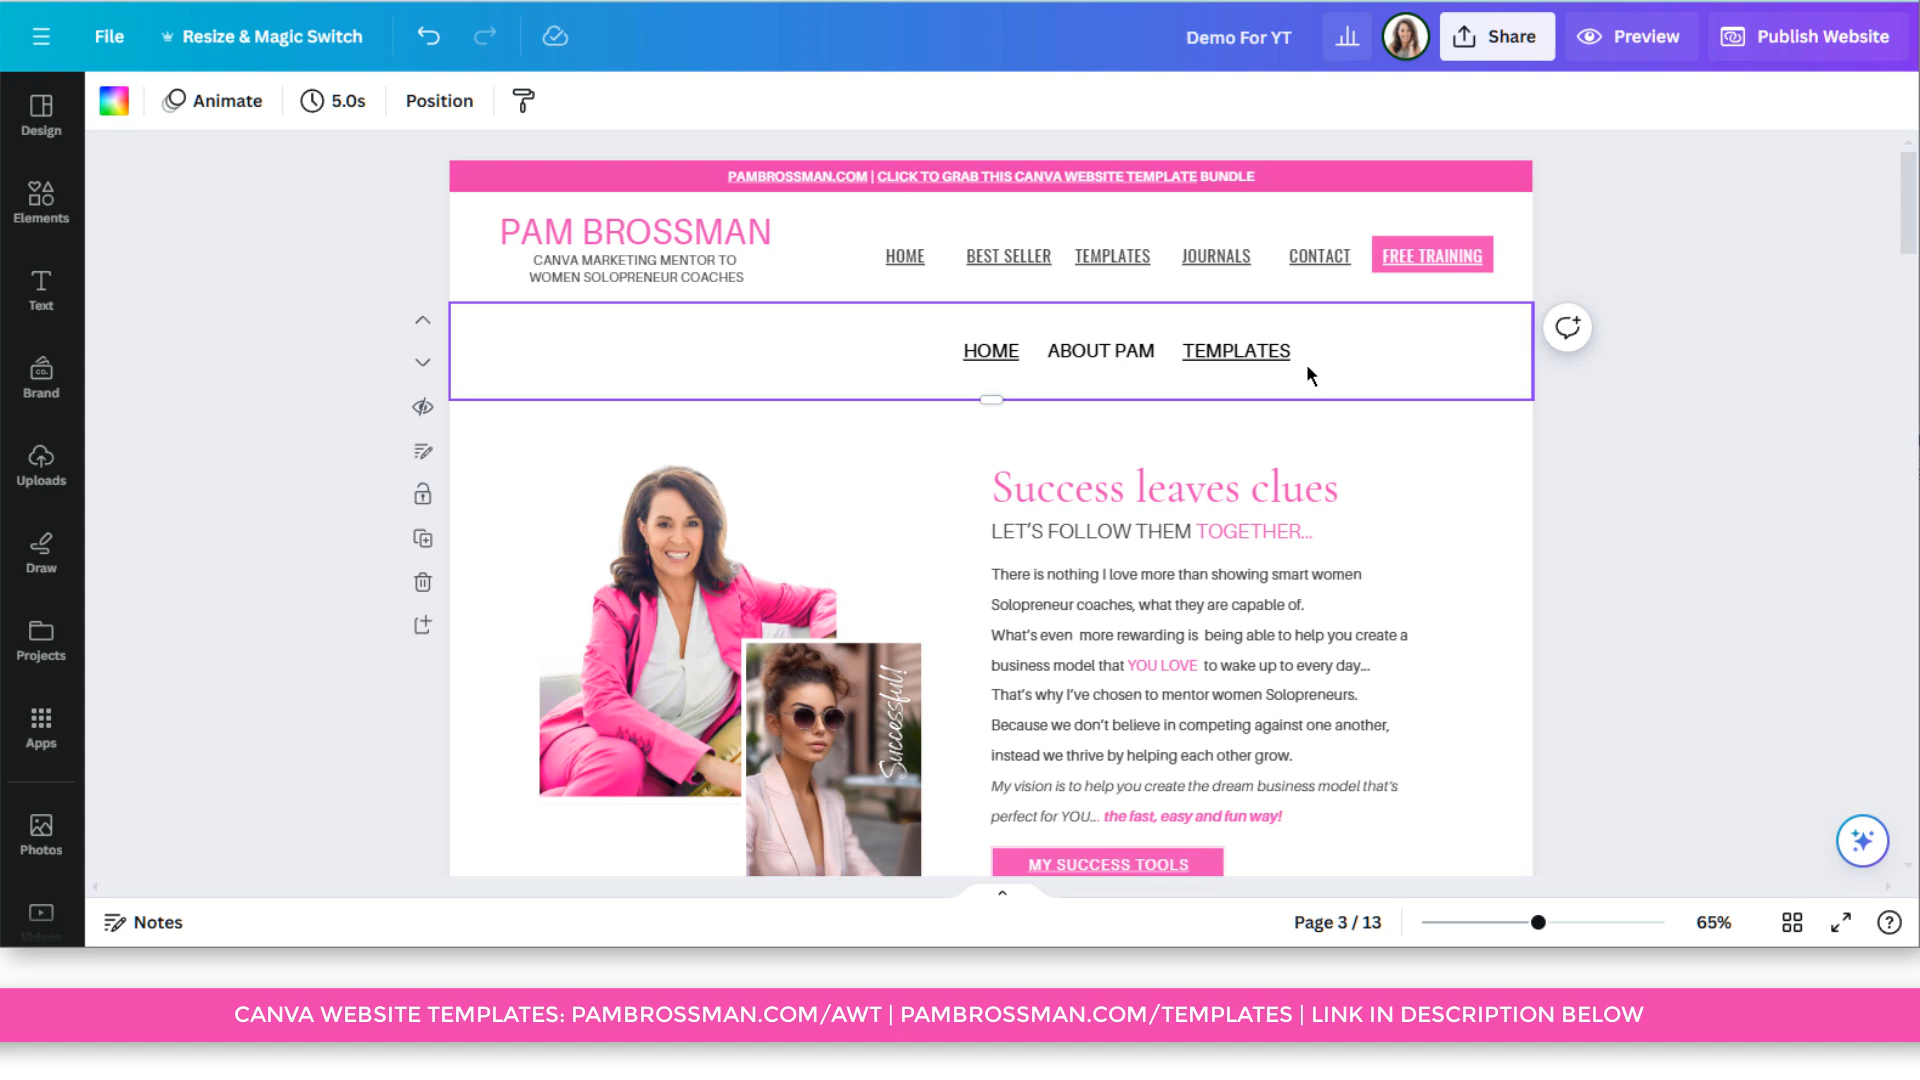 File
Resize & Magic Switch
Demo For YT
Share
Preview
Publish Website
Animate
5.0s
Position
Design
Elements
Text
Brand
CO.
Uploads
Draw
Projects
Apps
Photos
Videos
PAMBROSSMAN.COM | CLICK TO GRAB THIS CANVA WEBSITE TEMPLATE BUNDLE
PAM BROSSMAN
CANVA MARKETING MENTOR TO
WOMEN SOLOPRENEUR COACHES
HOME
BEST SELLER
TEMPLATES
JOURNALS
CONTACT
FREE TRAINING
HOME
ABOUT PAM
TEMPLATES
Successful!
Success leaves clues
LET'S FOLLOW THEM TOGETHER...
There is nothing I love more than showing smart women
Solopreneur coaches, what they are capable of.
What's even more rewarding is being able to help you create a
business model that YOU LOVE to wake up to every day...
That's why I've chosen to mentor women Solopreneurs.
Because we don't believe in competing against one another,
instead we thrive by helping each other grow.
My vision is to help you create the dream business model that's
perfect for YOU... the fast, easy and fun way!
MY SUCCESS TOOLS
Notes
Page 3 / 13
65%
CANVA WEBSITE TEMPLATES: PAMBROSSMAN.COM/AWT | PAMBROSSMAN.COM/TEMPLATES | LINK IN DESCRIPTION BELOW